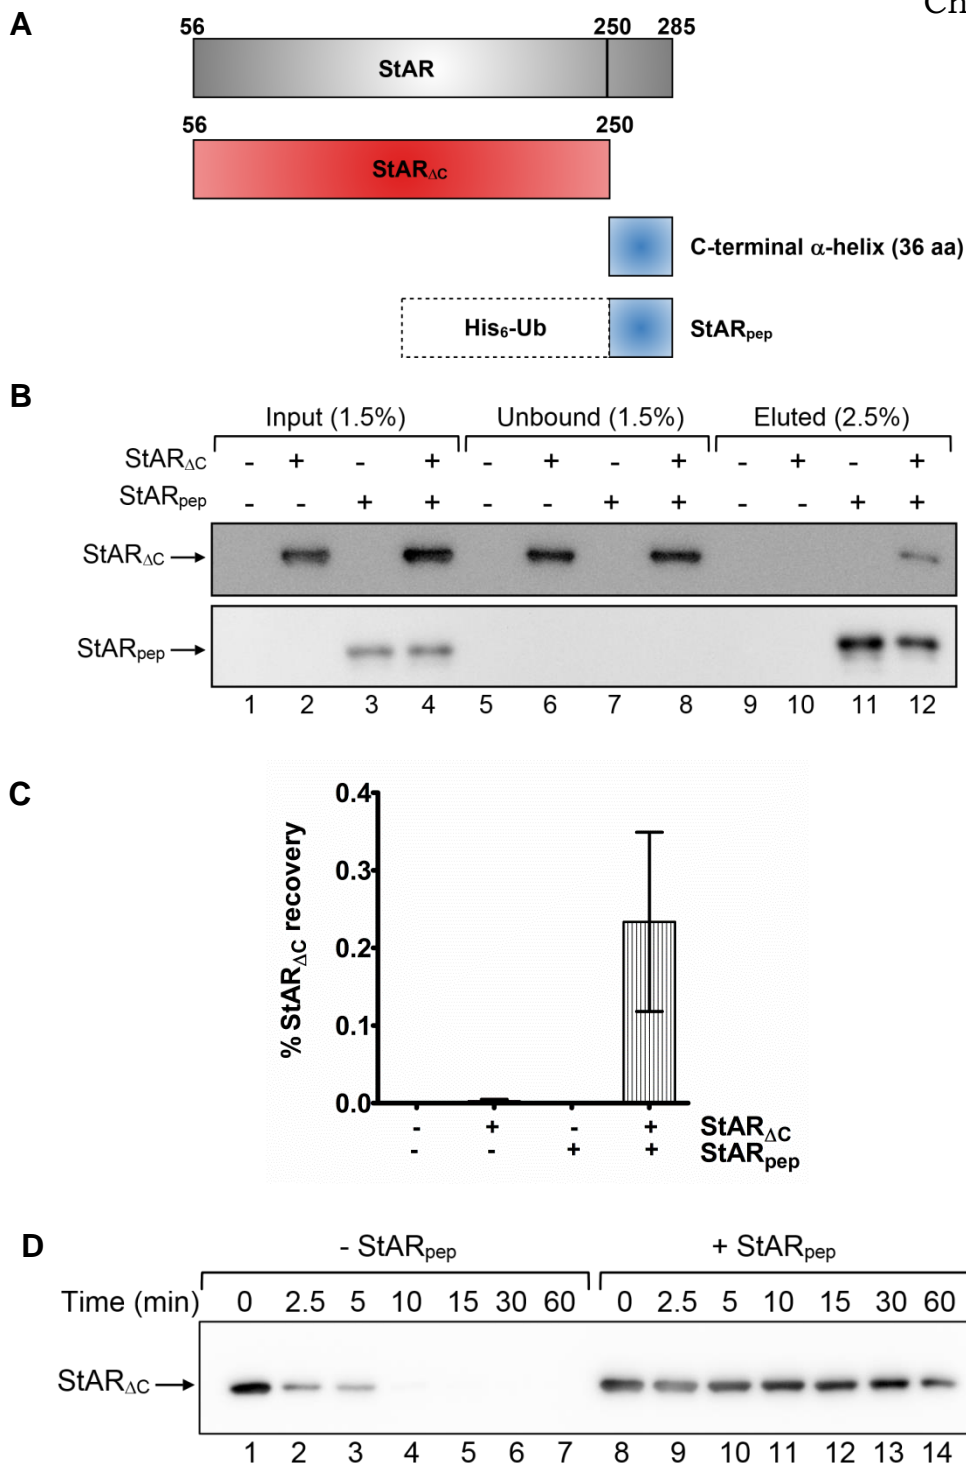 Ch
A
56 250 285
StAR
56 250
StARΔC
C-terminal α-helix (36 aa)
His6-Ub StARpep
B
Input (1.5%) Unbound (1.5%) Eluted (2.5%)
StARΔC - + - + - + - + - + - +
StARpep - - + + - - + + - - + +
StARΔC
StARpep
1 2 3 4 5 6 7 8 9 10 11 12
C
% StARΔC recovery
0.4
0.3
0.2
0.1
0.0
- + - + StARΔC
- - + + StARpep
D
- StARpep + StARpep
Time (min) 0 2.5 5 10 15 30 60 0 2.5 5 10 15 30 60
StARΔC
1 2 3 4 5 6 7 8 9 10 11 12 13 14